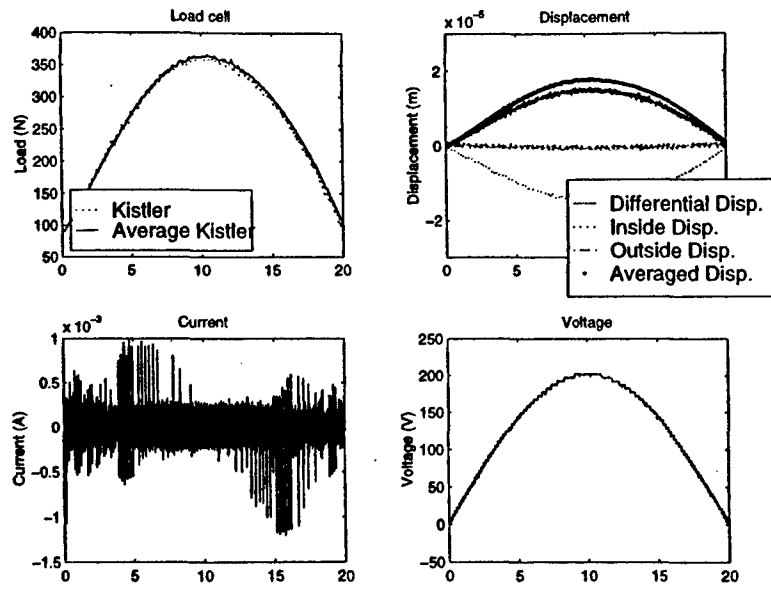 Load cell
400
350
300
250
200
150
100
50
Load (N)
0 5 10 15 20
Kistler
Average Kistler
x 10⁻⁵
Displacement
2
0
−2
Displacement (m)
0 5
Differential Disp.
Inside Disp.
Outside Disp.
Averaged Disp.
x 10⁻³
Current
1
0.5
0
−0.5
−1
−1.5
Current (A)
0 5 10 15 20
Voltage
250
200
150
100
50
0
−50
Voltage (V)
0 5 10 15 20